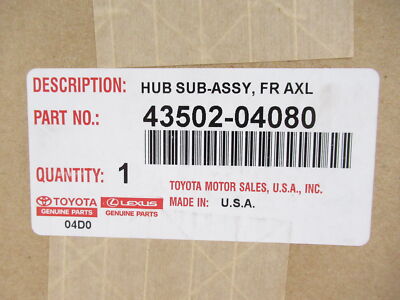 DESCRIPTION: HUB SUB-ASSY, FR AXL
PART NO.: 43502-04080
QUANTITY: 1
TOYOTA MOTOR SALES, U.S.A., INC.
TOYOTA LEXUS
MADE IN: U.S.A.
GENUINE PARTS GENUINE PARTS
04D0